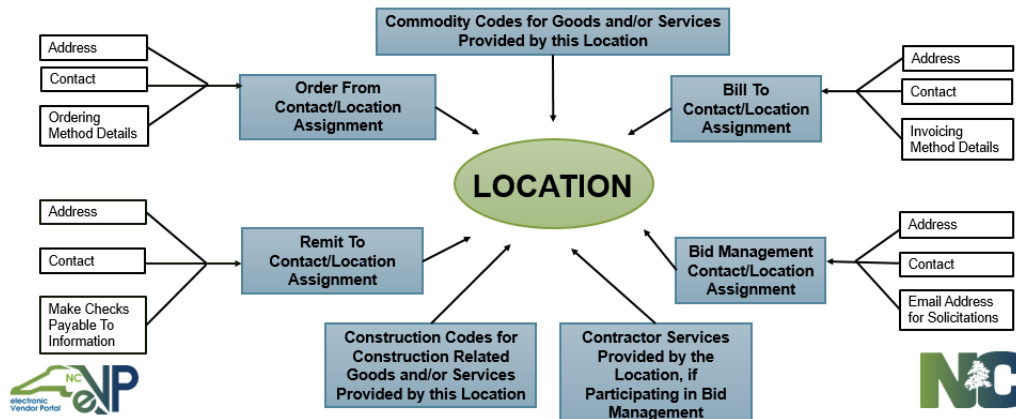 Commodity Codes for Goods and/or Services
Provided by this Location
Address
Contact
Ordering
Method Details
Order From
Contact/Location
Assignment
Bill To
Contact/Location
Assignment
Address
Contact
Invoicing
Method Details
LOCATION
Address
Contact
Make Checks
Payable To
Information
Remit To
Contact/Location
Assignment
Bid Management
Contact/Location
Assignment
Address
Contact
Email Address
for Solicitations
Construction Codes for
Construction Related
Goods and/or Services
Provided by this Location
Contractor Services
Provided by the
Location, if
Participating in Bid
Management
NC
eVP
electronic
Vendor Portal
NC